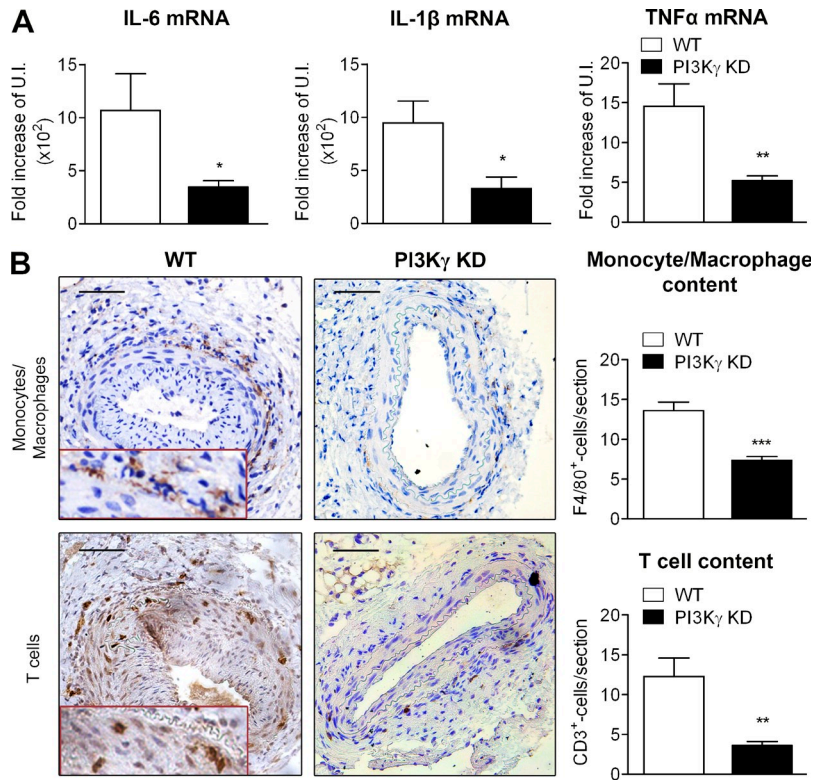 A
IL-6 mRNA
Fold increase of U.I.
(x10²)
15
10
5
0
*
IL-1β mRNA
Fold increase of U.I.
(x10²)
15
10
5
0
*
TNFα mRNA
WT
PI3Kγ KD
Fold increase of U.I.
20
15
10
5
0
**
B
WT
PI3Kγ KD
Monocytes/
Macrophages
T cells
Monocyte/Macrophage
content
WT
PI3Kγ KD
F4/80⁺-cells/section
20
15
10
5
0
***
T cell content
WT
PI3Kγ KD
CD3⁺-cells/section
20
15
10
5
0
**